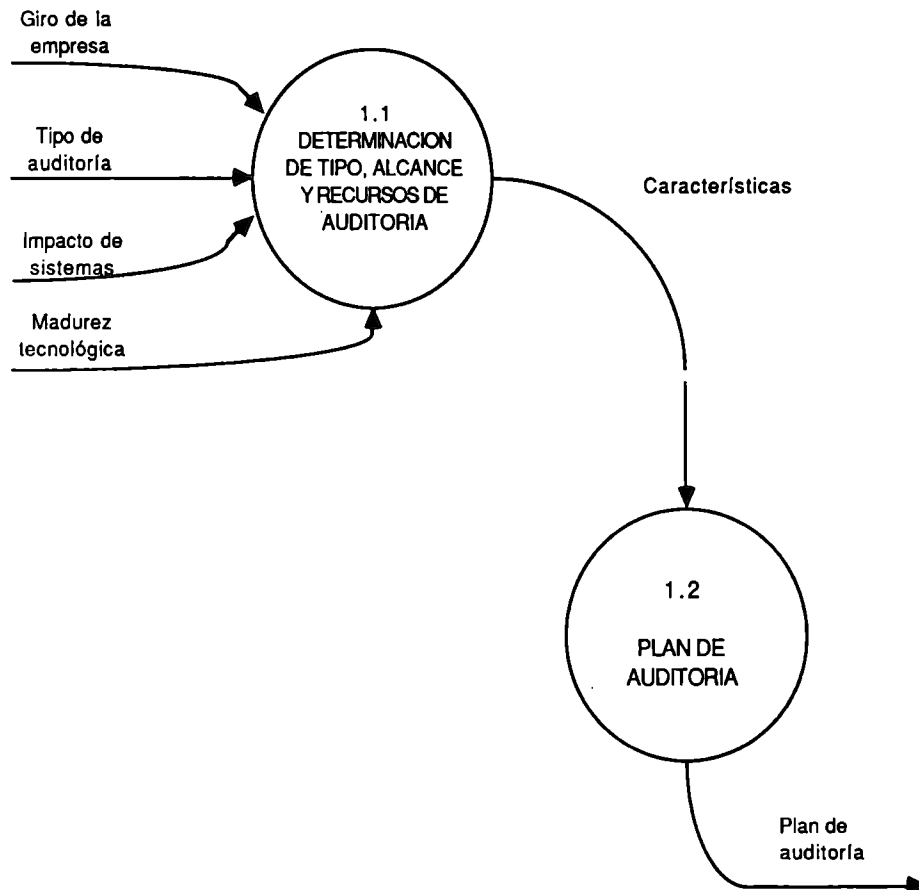 Giro de la
empresa
Tipo de
auditoría
Impacto de
sistemas
Madurez
tecnológica
1.1
DETERMINACION
DE TIPO, ALCANCE
Y RECURSOS DE
AUDITORIA
Características
1.2
PLAN DE
AUDITORIA
Plan de
auditoría